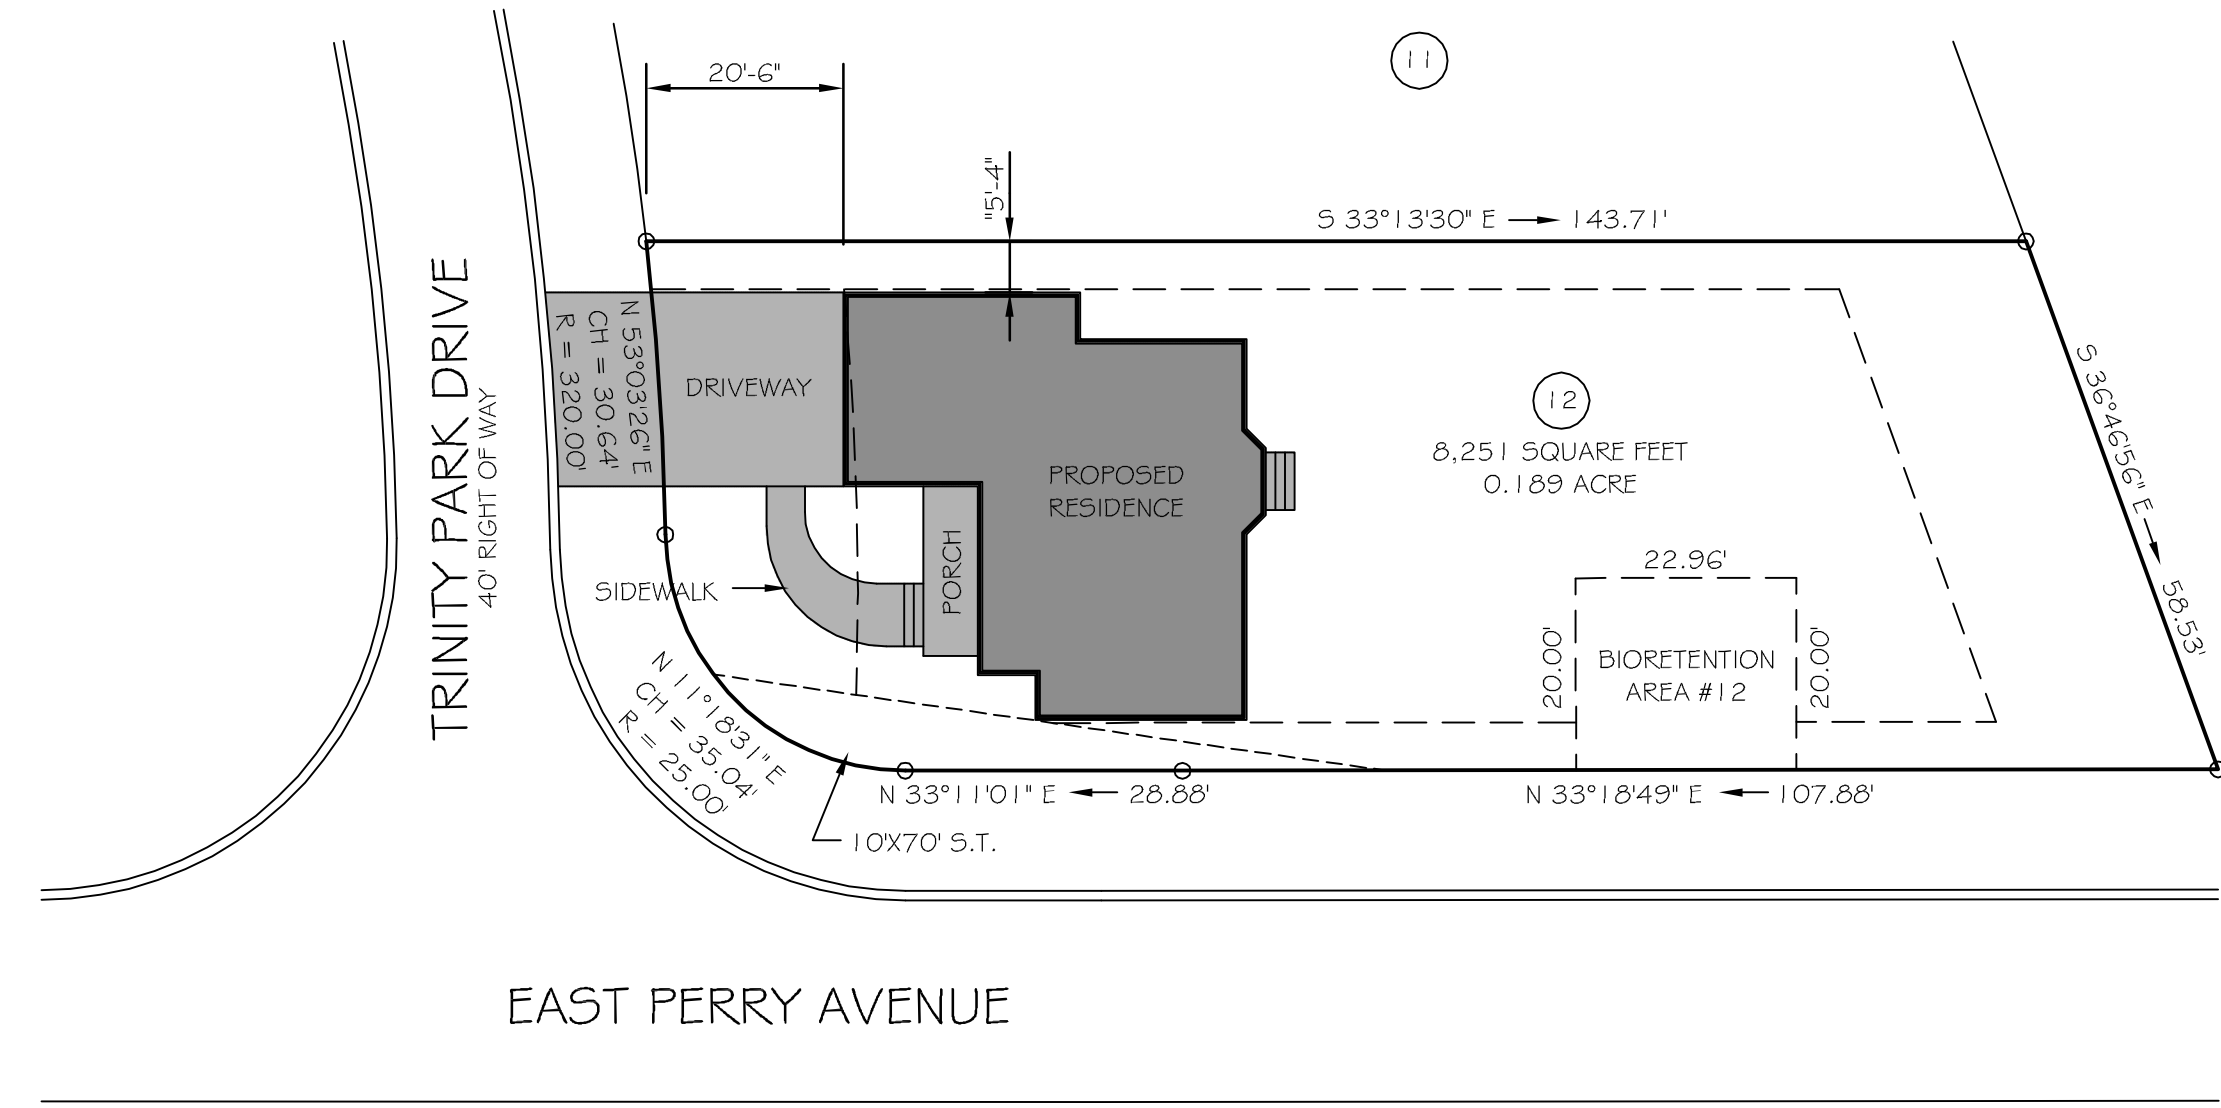 11
20'-6"
"5'-4"
S 33°13'30" E 143.71'
TRINITY PARK DRIVE
40' RIGHT OF WAY
N 53°03'26" E
CH = 30.64'
R = 320.00'
DRIVEWAY
PROPOSED
RESIDENCE
12
8,251 SQUARE FEET
0.189 ACRE
S 36°46'56" E 58.53'
SIDEWALK
PORCH
22.96'
20.00'
BIORETENTION
AREA #12
20.00'
N 11°18'31" E
CH = 35.04'
R = 25.00'
N 33°11'01" E 28.88'
N 33°18'49" E 107.88'
10'X70' S.T.
EAST PERRY AVENUE